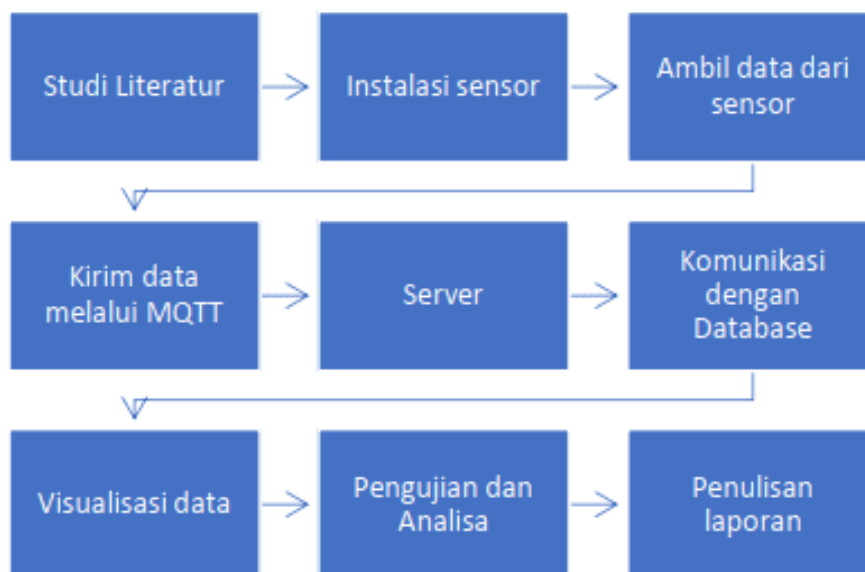 Studi Literatur
Instalasi sensor
Ambil data dari
sensor
Kirim data
melalui MQTT
Server
Komunikasi
dengan
Database
Visualisasi data
Pengujian dan
Analisa
Penulisan
laporan